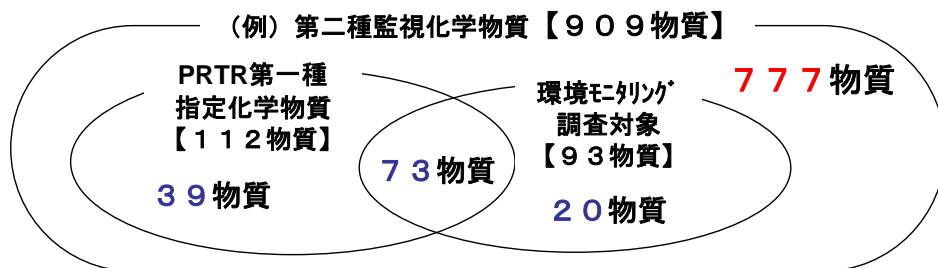 （例）第二種監視化学物質【９０９物質】
PRTR第一種
指定化学物質
【１１２物質】
環境ﾓﾆﾀﾘﾝｸﾞ
調査対象
【９３物質】
７７７物質
７３物質
３９物質
２０物質